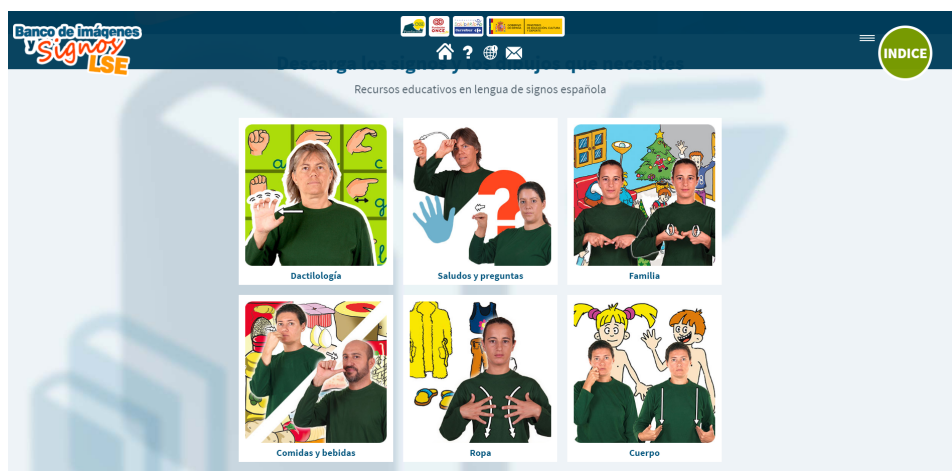 Banco de imágenes
y Signos
LSE
ONCE
INDICE
Descarga los signos y los dibujos que necesites
Recursos educativos en lengua de signos española
a
c
g
l
Dactilología
Saludos y preguntas
Familia
Comidas y bebidas
Ropa
Cuerpo